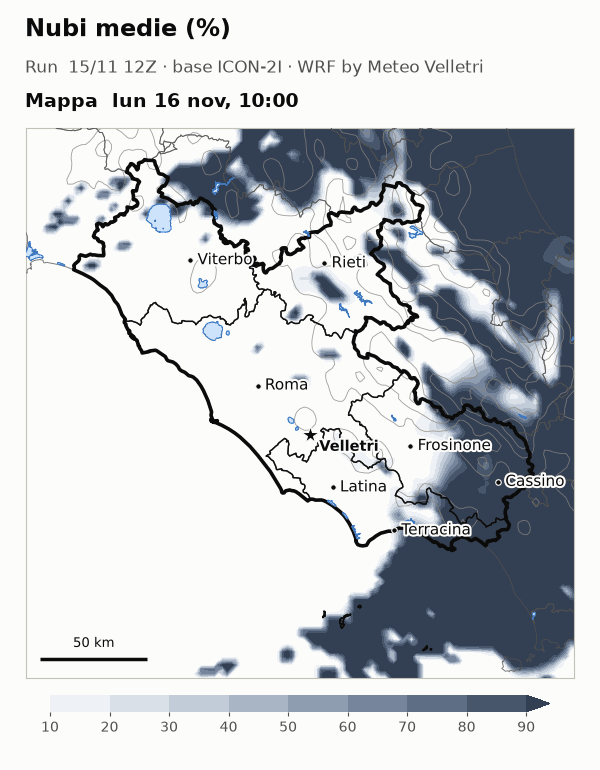 Nubi medie (%)
Run  15/11 12Z · base ICON-2I · WRF by Meteo Velletri
Mappa  lun 16 nov, 10:00
Viterbo
Rieti
Roma
Velletri
Frosinone
Cassino
Latina
Terracina
50 km
10 20 30 40 50 60 70 80 90